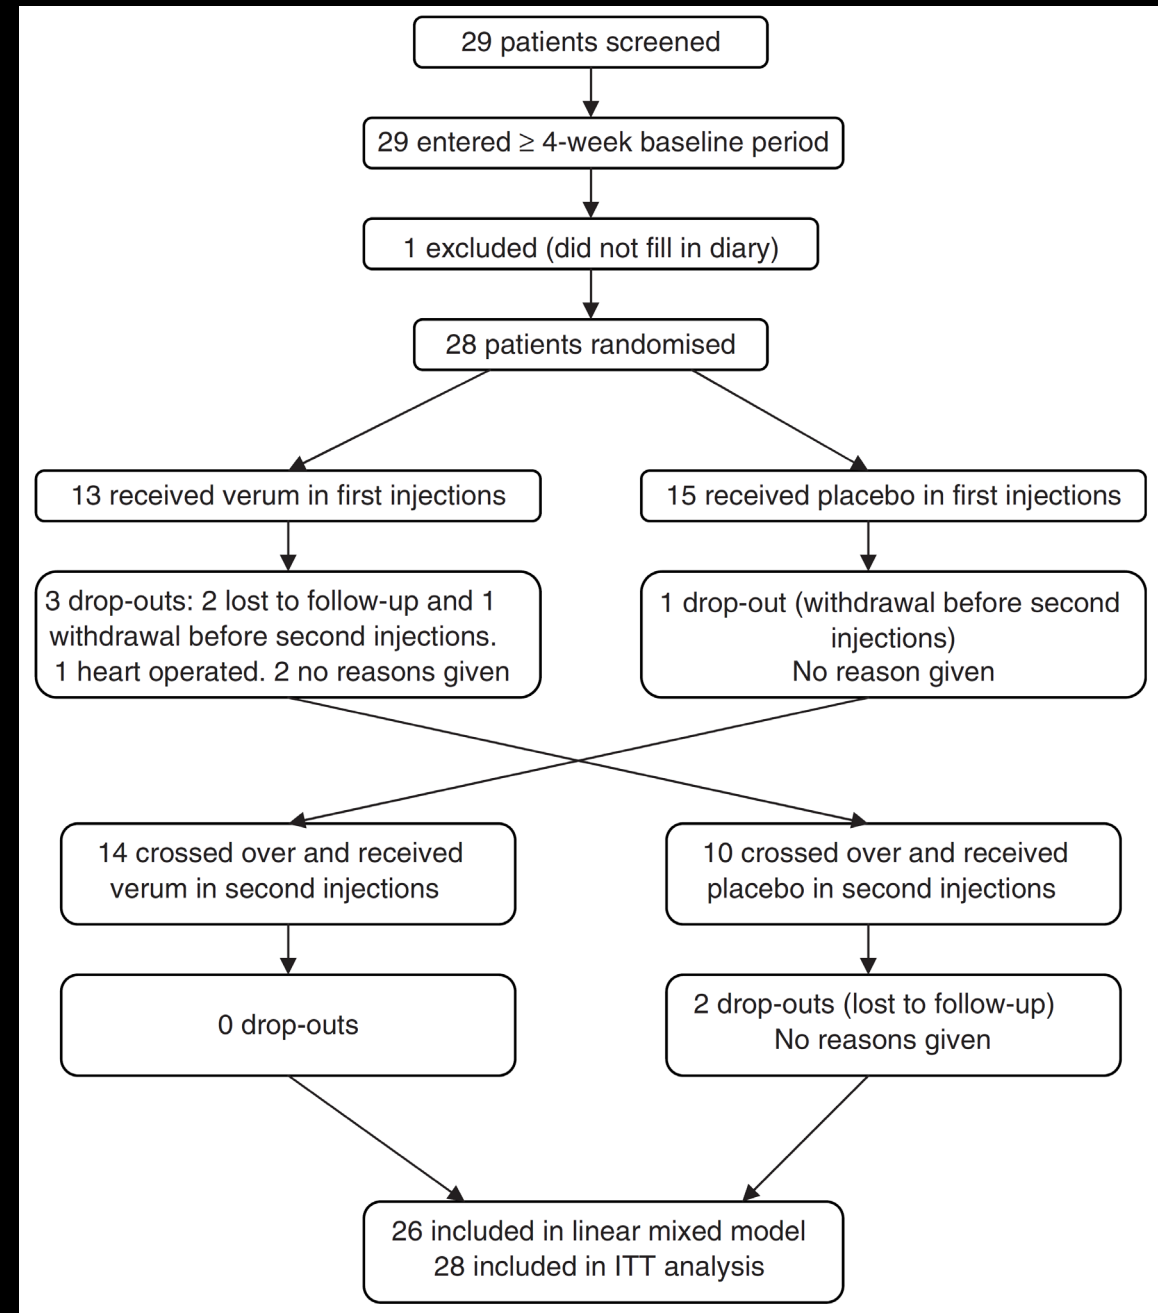 29 patients screened
29 entered ≥ 4-week baseline period
1 excluded (did not fill in diary)
28 patients randomised
13 received verum in first injections
15 received placebo in first injections
3 drop-outs: 2 lost to follow-up and 1
withdrawal before second injections.
1 heart operated. 2 no reasons given
1 drop-out (withdrawal before second
injections)
No reason given
14 crossed over and received
verum in second injections
10 crossed over and received
placebo in second injections
0 drop-outs
2 drop-outs (lost to follow-up)
No reasons given
26 included in linear mixed model
28 included in ITT analysis